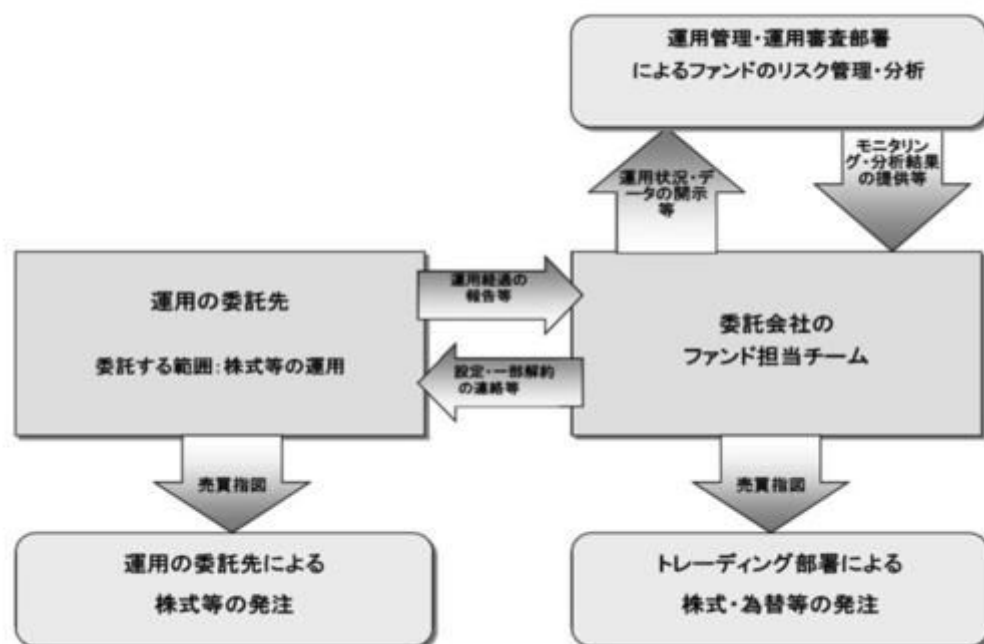 運用管理・運用審査部署
によるファンドのリスク管理・分析
運用状況・デ
ータの開示
等
モニタリン
グ・分析結果
の提供等
運用の委託先
委託する範囲:株式等の運用
運用経過の
報告等
設定・一部解約
の連絡等
委託会社の
ファンド担当チーム
売買指図
売買指図
運用の委託先による
株式等の発注
トレーディング部署による
株式・為替等の発注